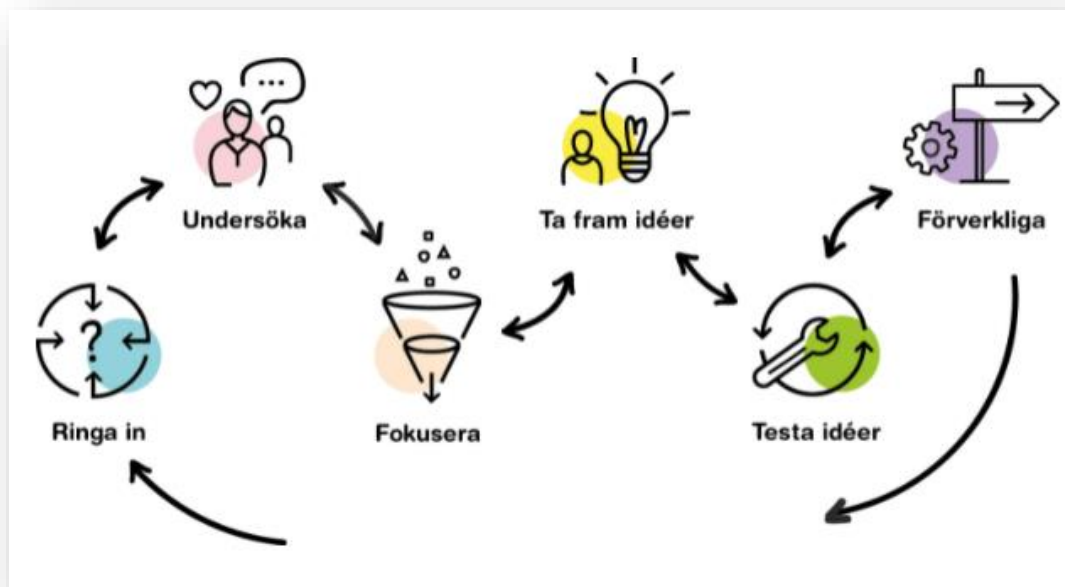 ...
Undersöka
Ta fram idéer
Förverkliga
?
Ringa in
Fokusera
Testa idéer